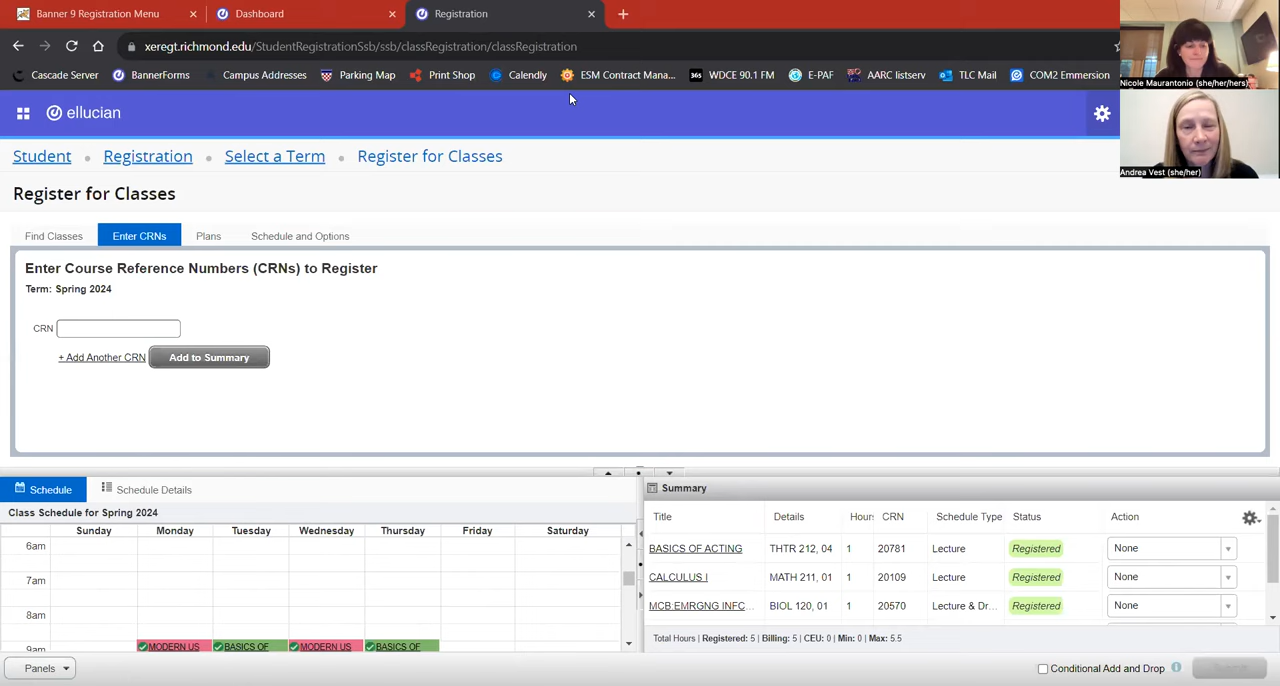 Banner 9 Registration Menu
Dashboard
Registration
xeregt.richmond.edu/StudentRegistrationSsb/ssb/classRegistration/classRegistration
Cascade Server BannerForms Campus Addresses Parking Map Print Shop Calendly ESM Contract Mana... 365 WDCE 90.1 FM E-PAF AARC listserv TLC Mail COM2 Emmersion
Nicole Maurantonio (she/her/hers)
Andrea Vest (she/her)
ellucian
Student Registration Select a Term Register for Classes
Register for Classes
Find Classes Enter CRNs Plans Schedule and Options
Enter Course Reference Numbers (CRNs) to Register
Term: Spring 2024
CRN
+ Add Another CRN Add to Summary
Schedule Schedule Details
Class Schedule for Spring 2024
Sunday Monday Tuesday Wednesday Thursday Friday Saturday
6am
7am
8am
9am
MODERN US BASICS OF MODERN US BASICS OF
Summary
Title Details Hours CRN Schedule Type Status Action
BASICS OF ACTING THTR 212, 04 1 20781 Lecture Registered None
CALCULUS I MATH 211, 01 1 20109 Lecture Registered None
MCB:EMRGNG INFC... BIOL 120, 01 1 20570 Lecture & Dr... Registered None
Total Hours | Registered: 5 | Billing: 5 | CEU: 0 | Min: 0 | Max: 5.5
Panels
Conditional Add and Drop